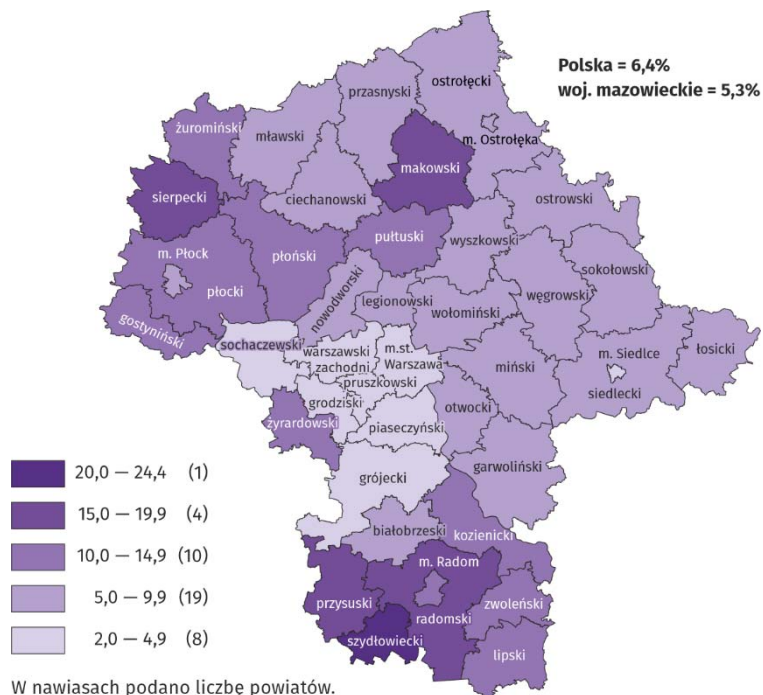 Polska = 6,4%
woj. mazowieckie = 5,3%
ostrołęcki
przasnyski
żuromiński
mławski
m. Ostrołęka
makowski
sierpecki
ciechanowski
ostrowski
pułtuski
wyszkowski
m. Płock
płoński
sokołowski
płocki
nowodworski
legionowski
wołomiński
węgrowski
gostyniński
sochaczewski
warszawski
zachodni
m.st.
Warszawa
miński
m. Siedlce
łosicki
pruszkowski
siedlecki
grodziski
otwocki
żyrardowski
piaseczyński
garwoliński
grójecki
białobrzeski
kozienicki
m. Radom
przysuski
radomski
zwoleński
szydłowiecki
lipski
20,0 — 24,4 (1)
15,0 — 19,9 (4)
10,0 — 14,9 (10)
5,0 — 9,9 (19)
2,0 — 4,9 (8)
W nawiasach podano liczbę powiatów.